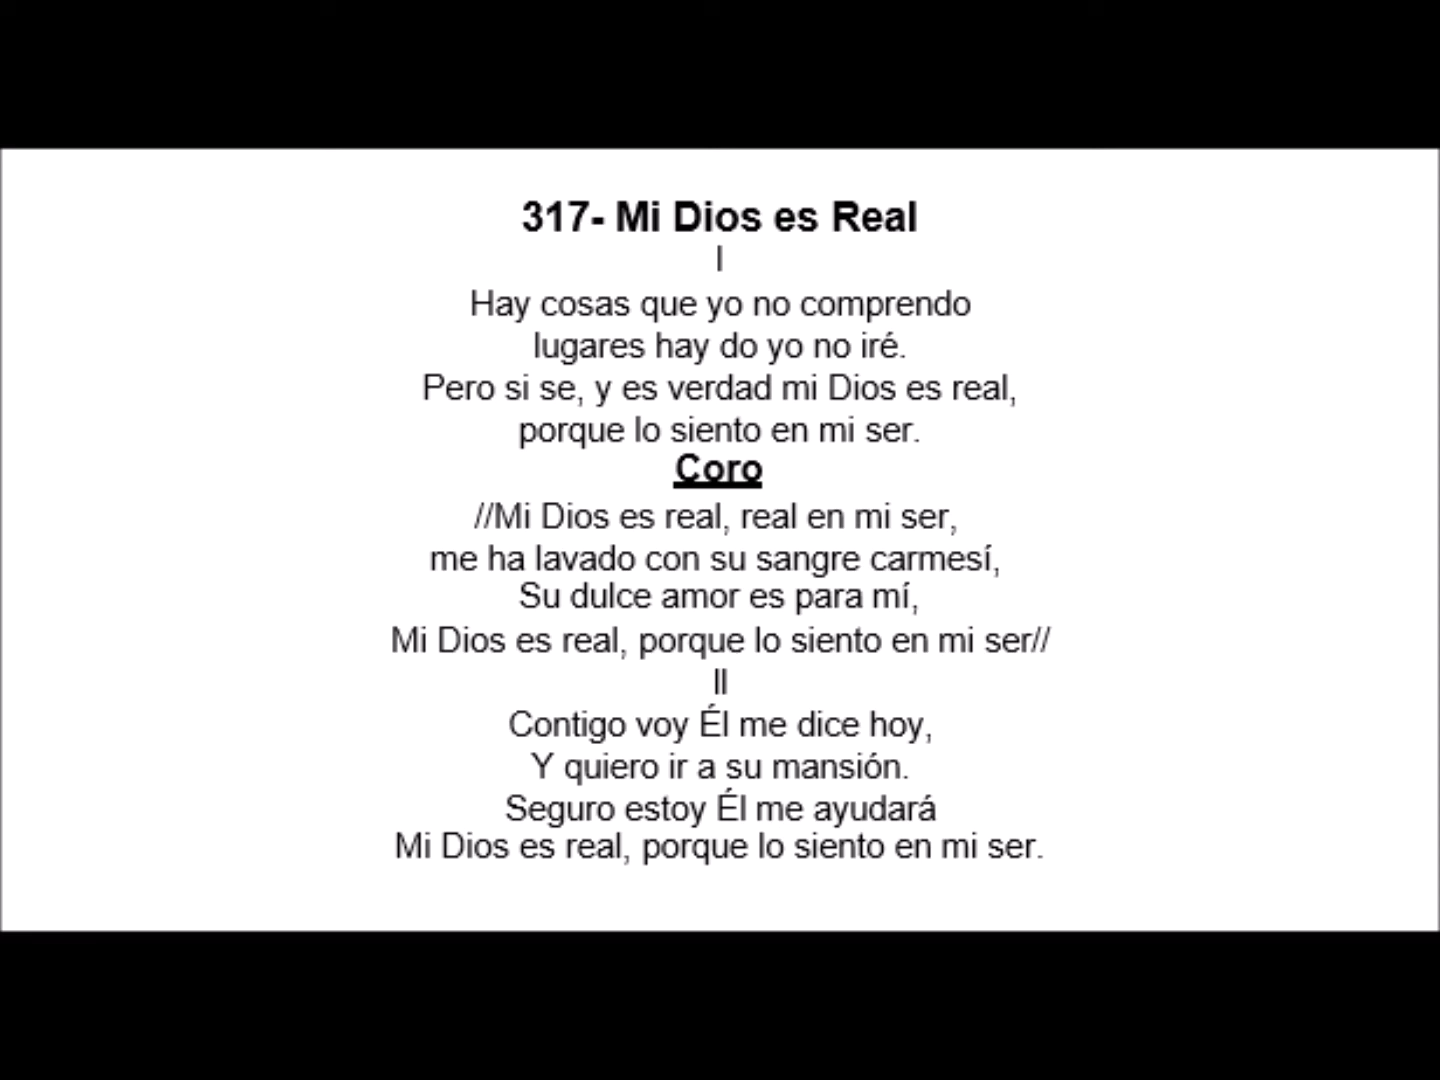 317- Mi Dios es Real
I
Hay cosas que yo no comprendo
lugares hay do yo no iré.
Pero si se, y es verdad mi Dios es real,
porque lo siento en mi ser.
Coro
//Mi Dios es real, real en mi ser,
me ha lavado con su sangre carmesí,
Su dulce amor es para mí,
Mi Dios es real, porque lo siento en mi ser//
II
Contigo voy Él me dice hoy,
Y quiero ir a su mansión.
Seguro estoy Él me ayudará
Mi Dios es real, porque lo siento en mi ser.